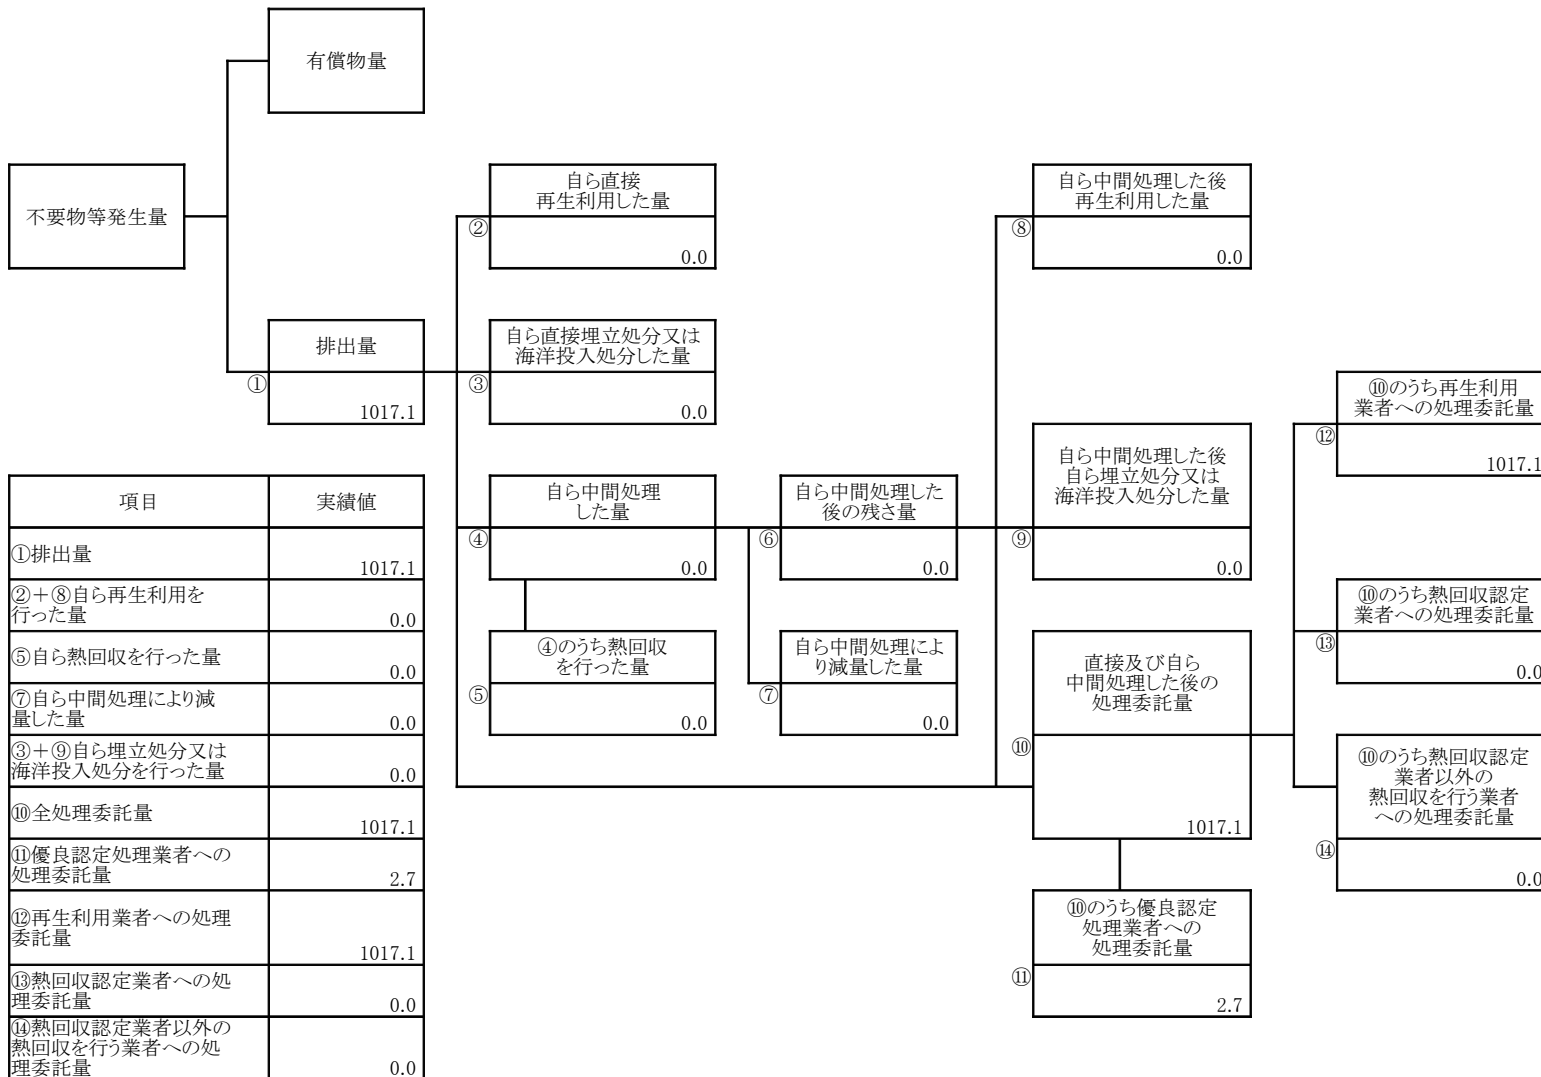 有償物量
不要物等発生量
自ら直接
再生利用した量
②
0.0
自ら中間処理した後
再生利用した量
⑧
0.0
排出量
①
1017.1
自ら直接埋立処分又は
海洋投入処分した量
③
0.0
⑩のうち再生利用
業者への処理委託量
⑫
1017.1
項目
実績値
①排出量
1017.1
②+⑧自ら再生利用を
行った量
0.0
⑤自ら熱回収を行った量
0.0
⑦自ら中間処理により減
量した量
0.0
③+⑨自ら埋立処分又は
海洋投入処分を行った量
0.0
⑩全処理委託量
1017.1
⑪優良認定処理業者への
処理委託量
2.7
⑫再生利用業者への処理
委託量
1017.1
⑬熱回収認定業者への処
理委託量
0.0
⑭熱回収認定業者以外の
熱回収を行う業者への処
理委託量
0.0
自ら中間処理
した量
④
0.0
自ら中間処理した
後の残さ量
⑥
0.0
自ら中間処理した後
自ら埋立処分又は
海洋投入処分した量
⑨
0.0
④のうち熱回収
を行った量
⑤
0.0
自ら中間処理によ
り減量した量
⑦
0.0
直接及び自ら
中間処理した後の
処理委託量
⑩
1017.1
⑩のうち熱回収認定
業者への処理委託量
⑬
0.0
⑩のうち熱回収認定
業者以外の
熱回収を行う業者
への処理委託量
⑭
0.0
⑩のうち優良認定
処理業者への
処理委託量
⑪
2.7